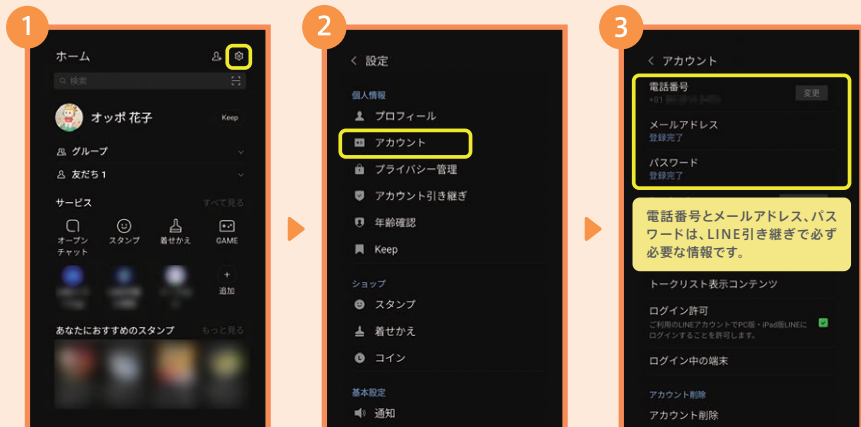 1
ホーム
検索
オッポ 花子
Keep
グループ
友だち 1
サービス
すべて見る
オープン
チャット
スタンプ
着せかえ
GAME
追加
あなたにおすすめのスタンプ
もっと見る
2
設定
個人情報
プロフィール
アカウント
プライバシー管理
アカウント引き継ぎ
年齢確認
Keep
ショップ
スタンプ
着せかえ
コイン
基本設定
通知
3
アカウント
電話番号
+81
変更
メールアドレス
登録完了
パスワード
登録完了
電話番号とメールアドレス、パス
ワードは、LINE引き継ぎで必ず
必要な情報です。
トークリスト表示コンテンツ
ログイン許可
ご利用のLINEアカウントでPC版・iPad版LINEに
ログインすることを許可します。
ログイン中の端末
アカウント削除
アカウント削除